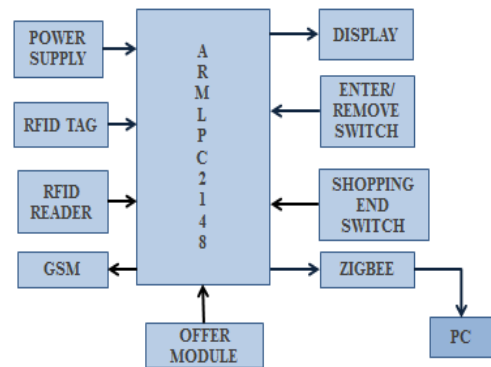 POWER
SUPPLY
RFID TAG
RFID
READER
GSM
A
R
M
L
P
C
2
1
4
8
DISPLAY
ENTER/
REMOVE
SWITCH
SHOPPING
END
SWITCH
ZIGBEE
PC
OFFER
MODULE